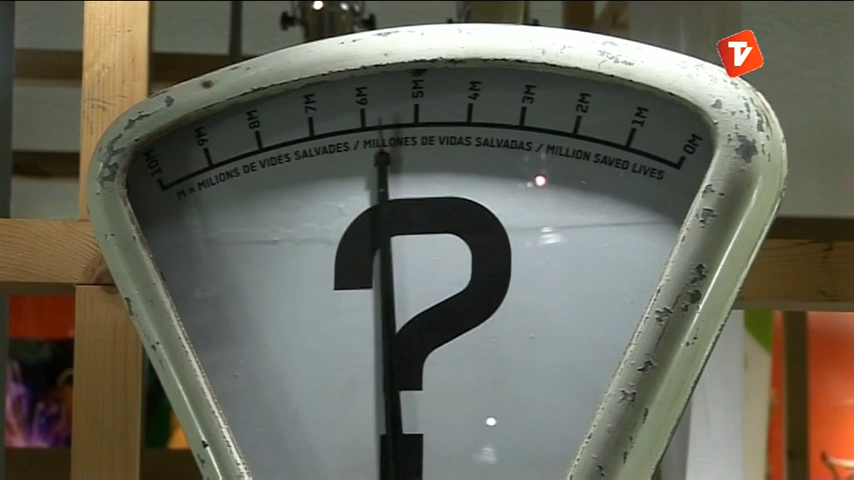 TV
10M 9M 8M 7M 6M 5M 4M 3M 2M 1M 0M
M = MILIONS DE VIDES SALVADES / MILLONES DE VIDAS SALVADAS / MILLION SAVED LIVES
?